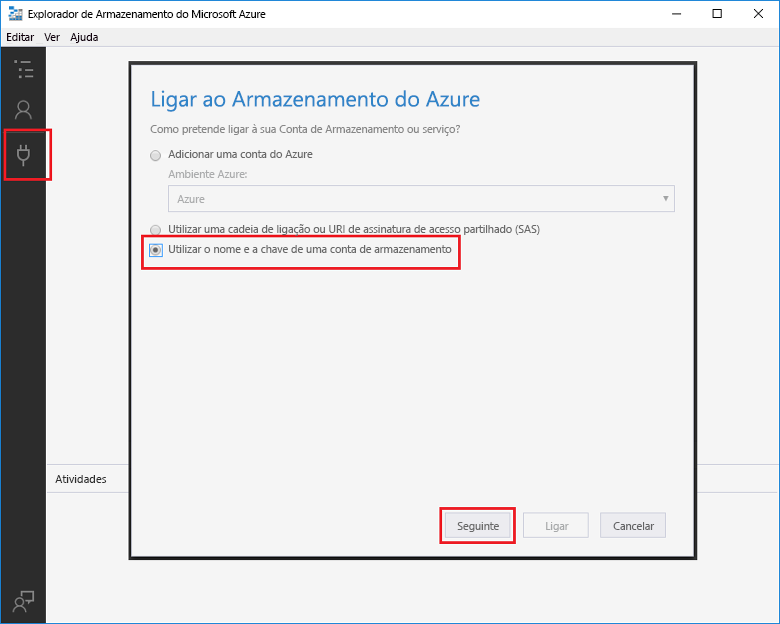 Explorador de Armazenamento do Microsoft Azure
Editar Ver Ajuda
Ligar ao Armazenamento do Azure
Como pretende ligar à sua Conta de Armazenamento ou serviço?
Adicionar uma conta do Azure
Ambiente Azure:
Azure
Utilizar uma cadeia de ligação ou URI de assinatura de acesso partilhado (SAS)
Utilizar o nome e a chave de uma conta de armazenamento
Atividades
Seguinte Ligar Cancelar